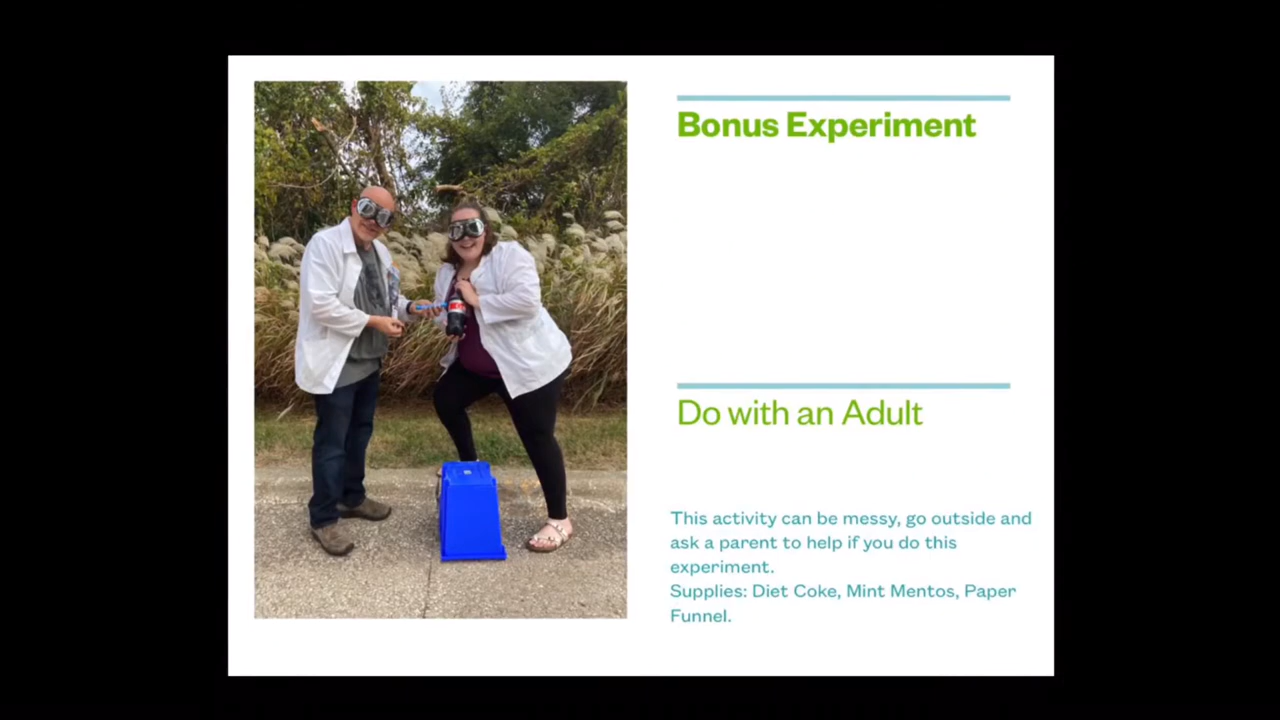 Bonus Experiment
Do with an Adult
This activity can be messy, go outside and
ask a parent to help if you do this
experiment.
Supplies: Diet Coke, Mint Mentos, Paper
Funnel.